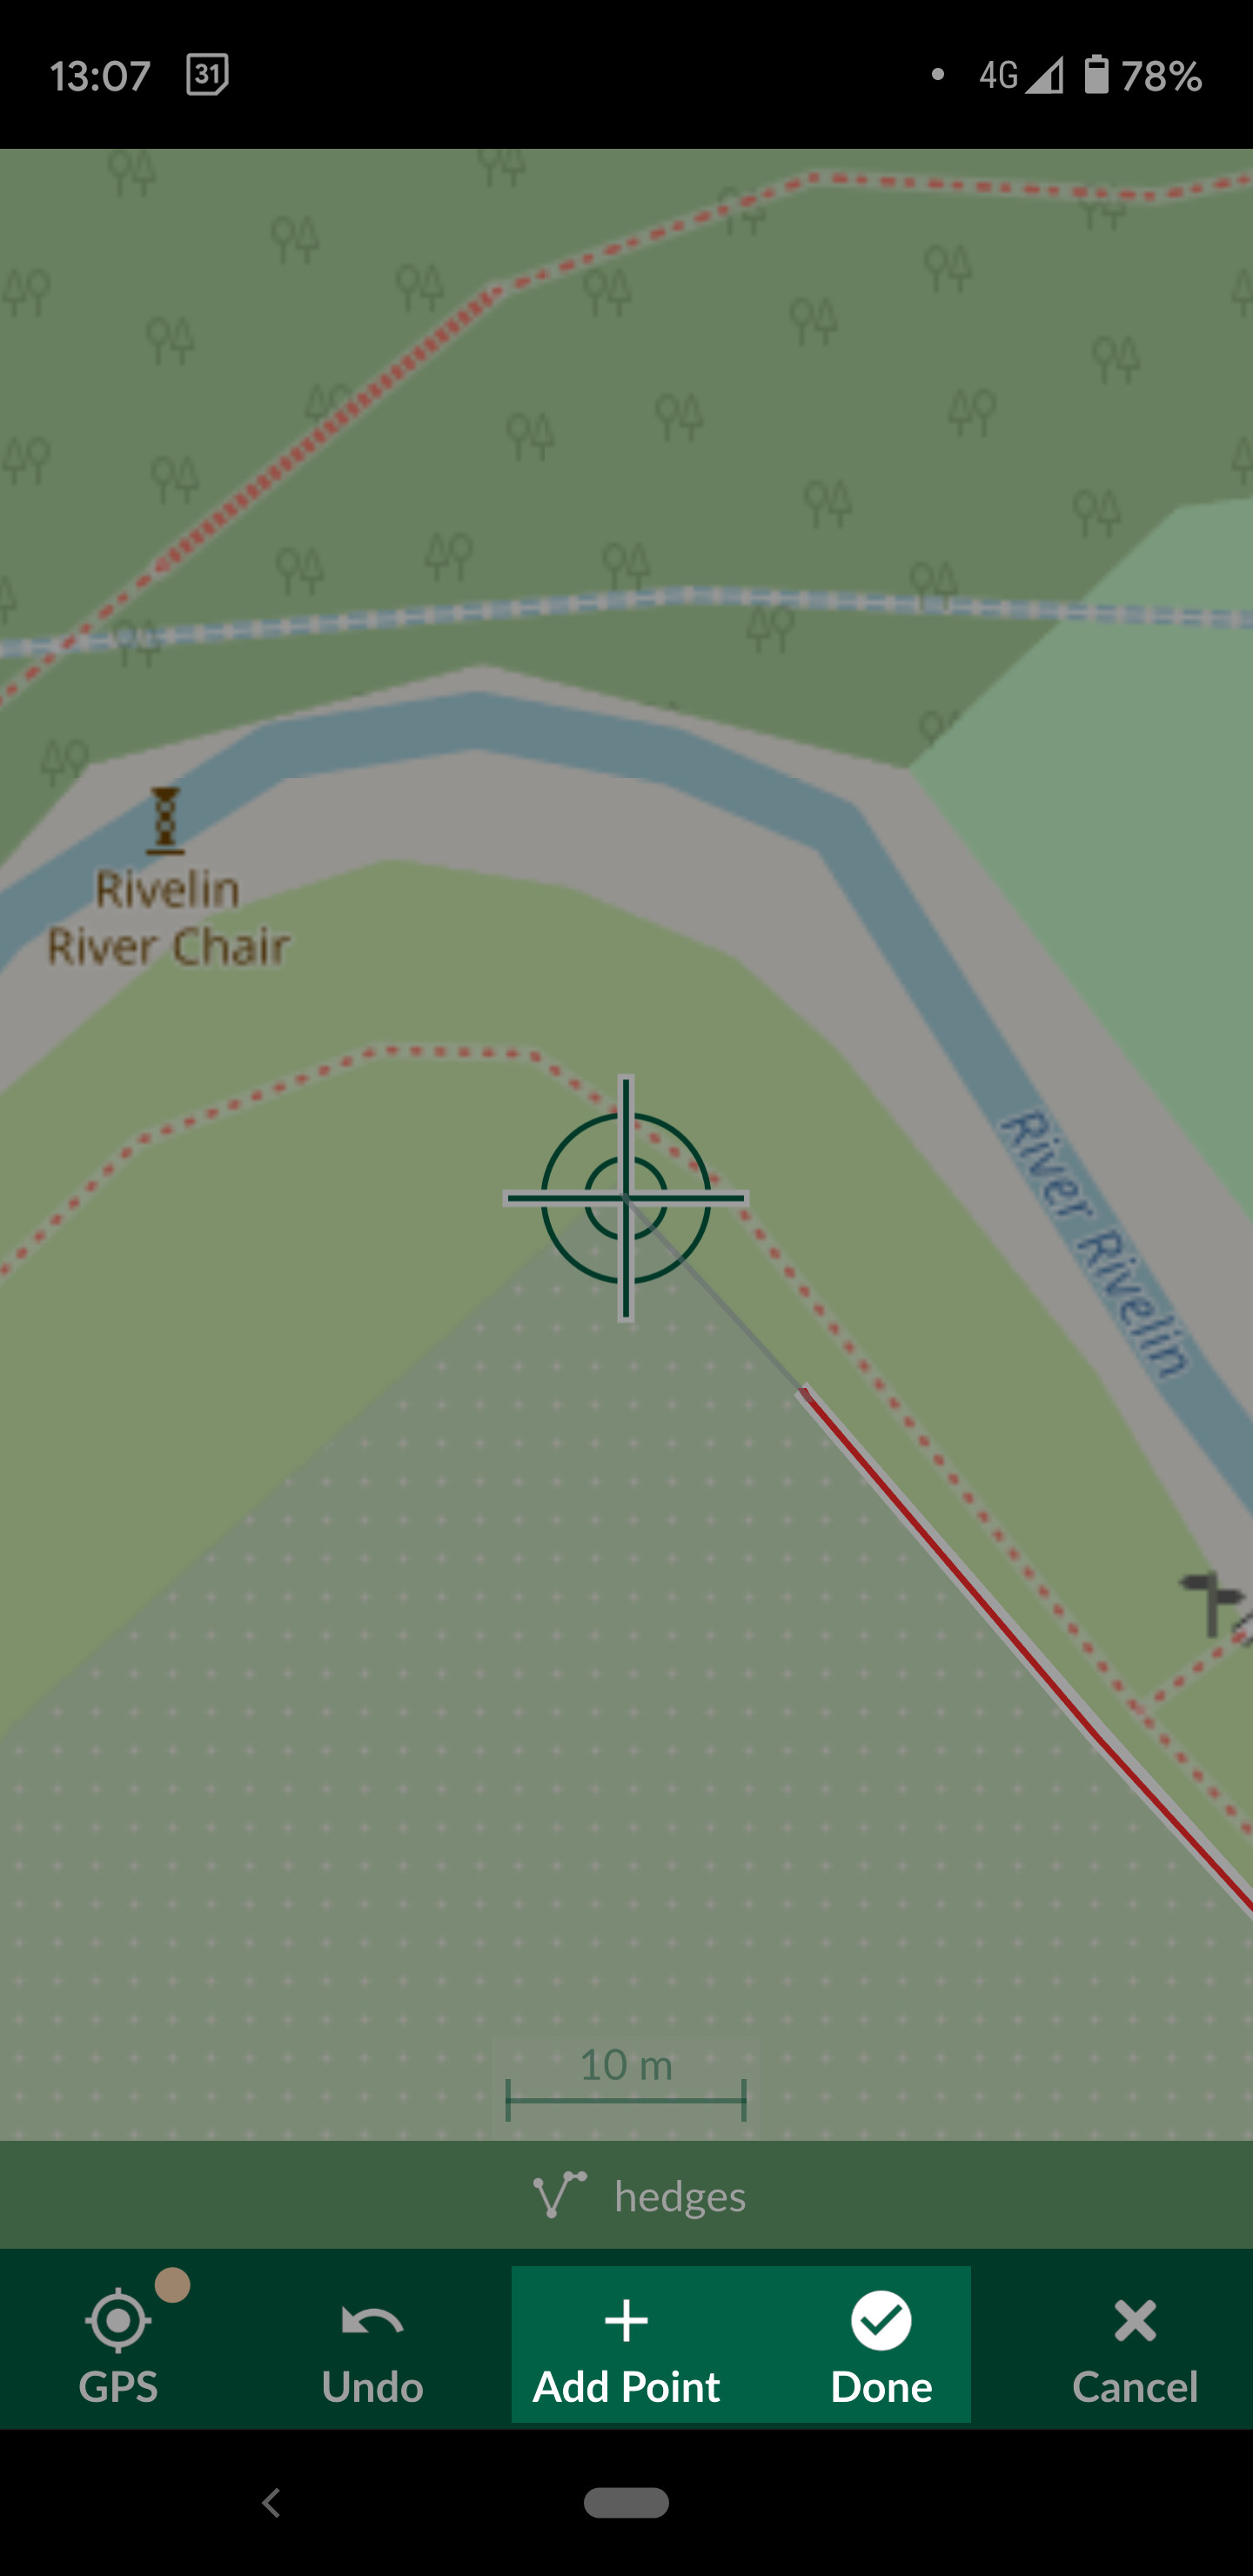 13:07
31
4G
78%
Rivelin
River Chair
River Rivelin
10 m
hedges
GPS
Undo
Add Point
Done
Cancel